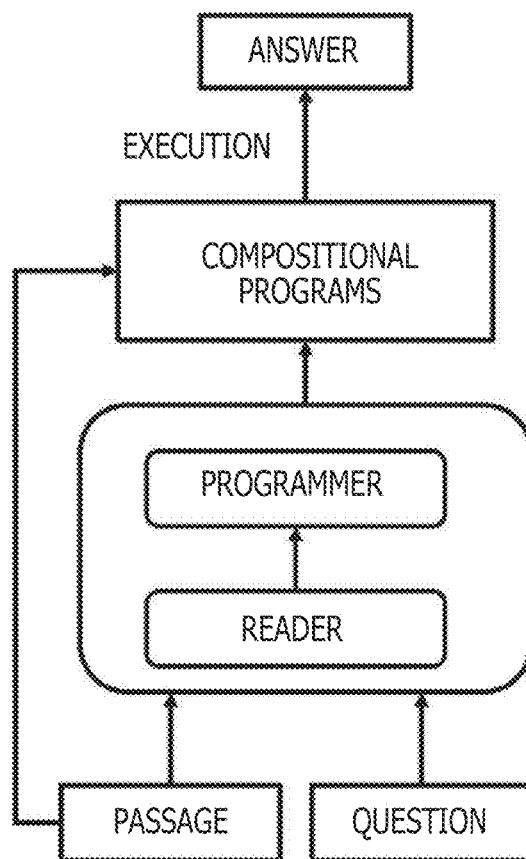 ANSWER
EXECUTION
COMPOSITIONAL
PROGRAMS
PROGRAMMER
READER
PASSAGE
QUESTION